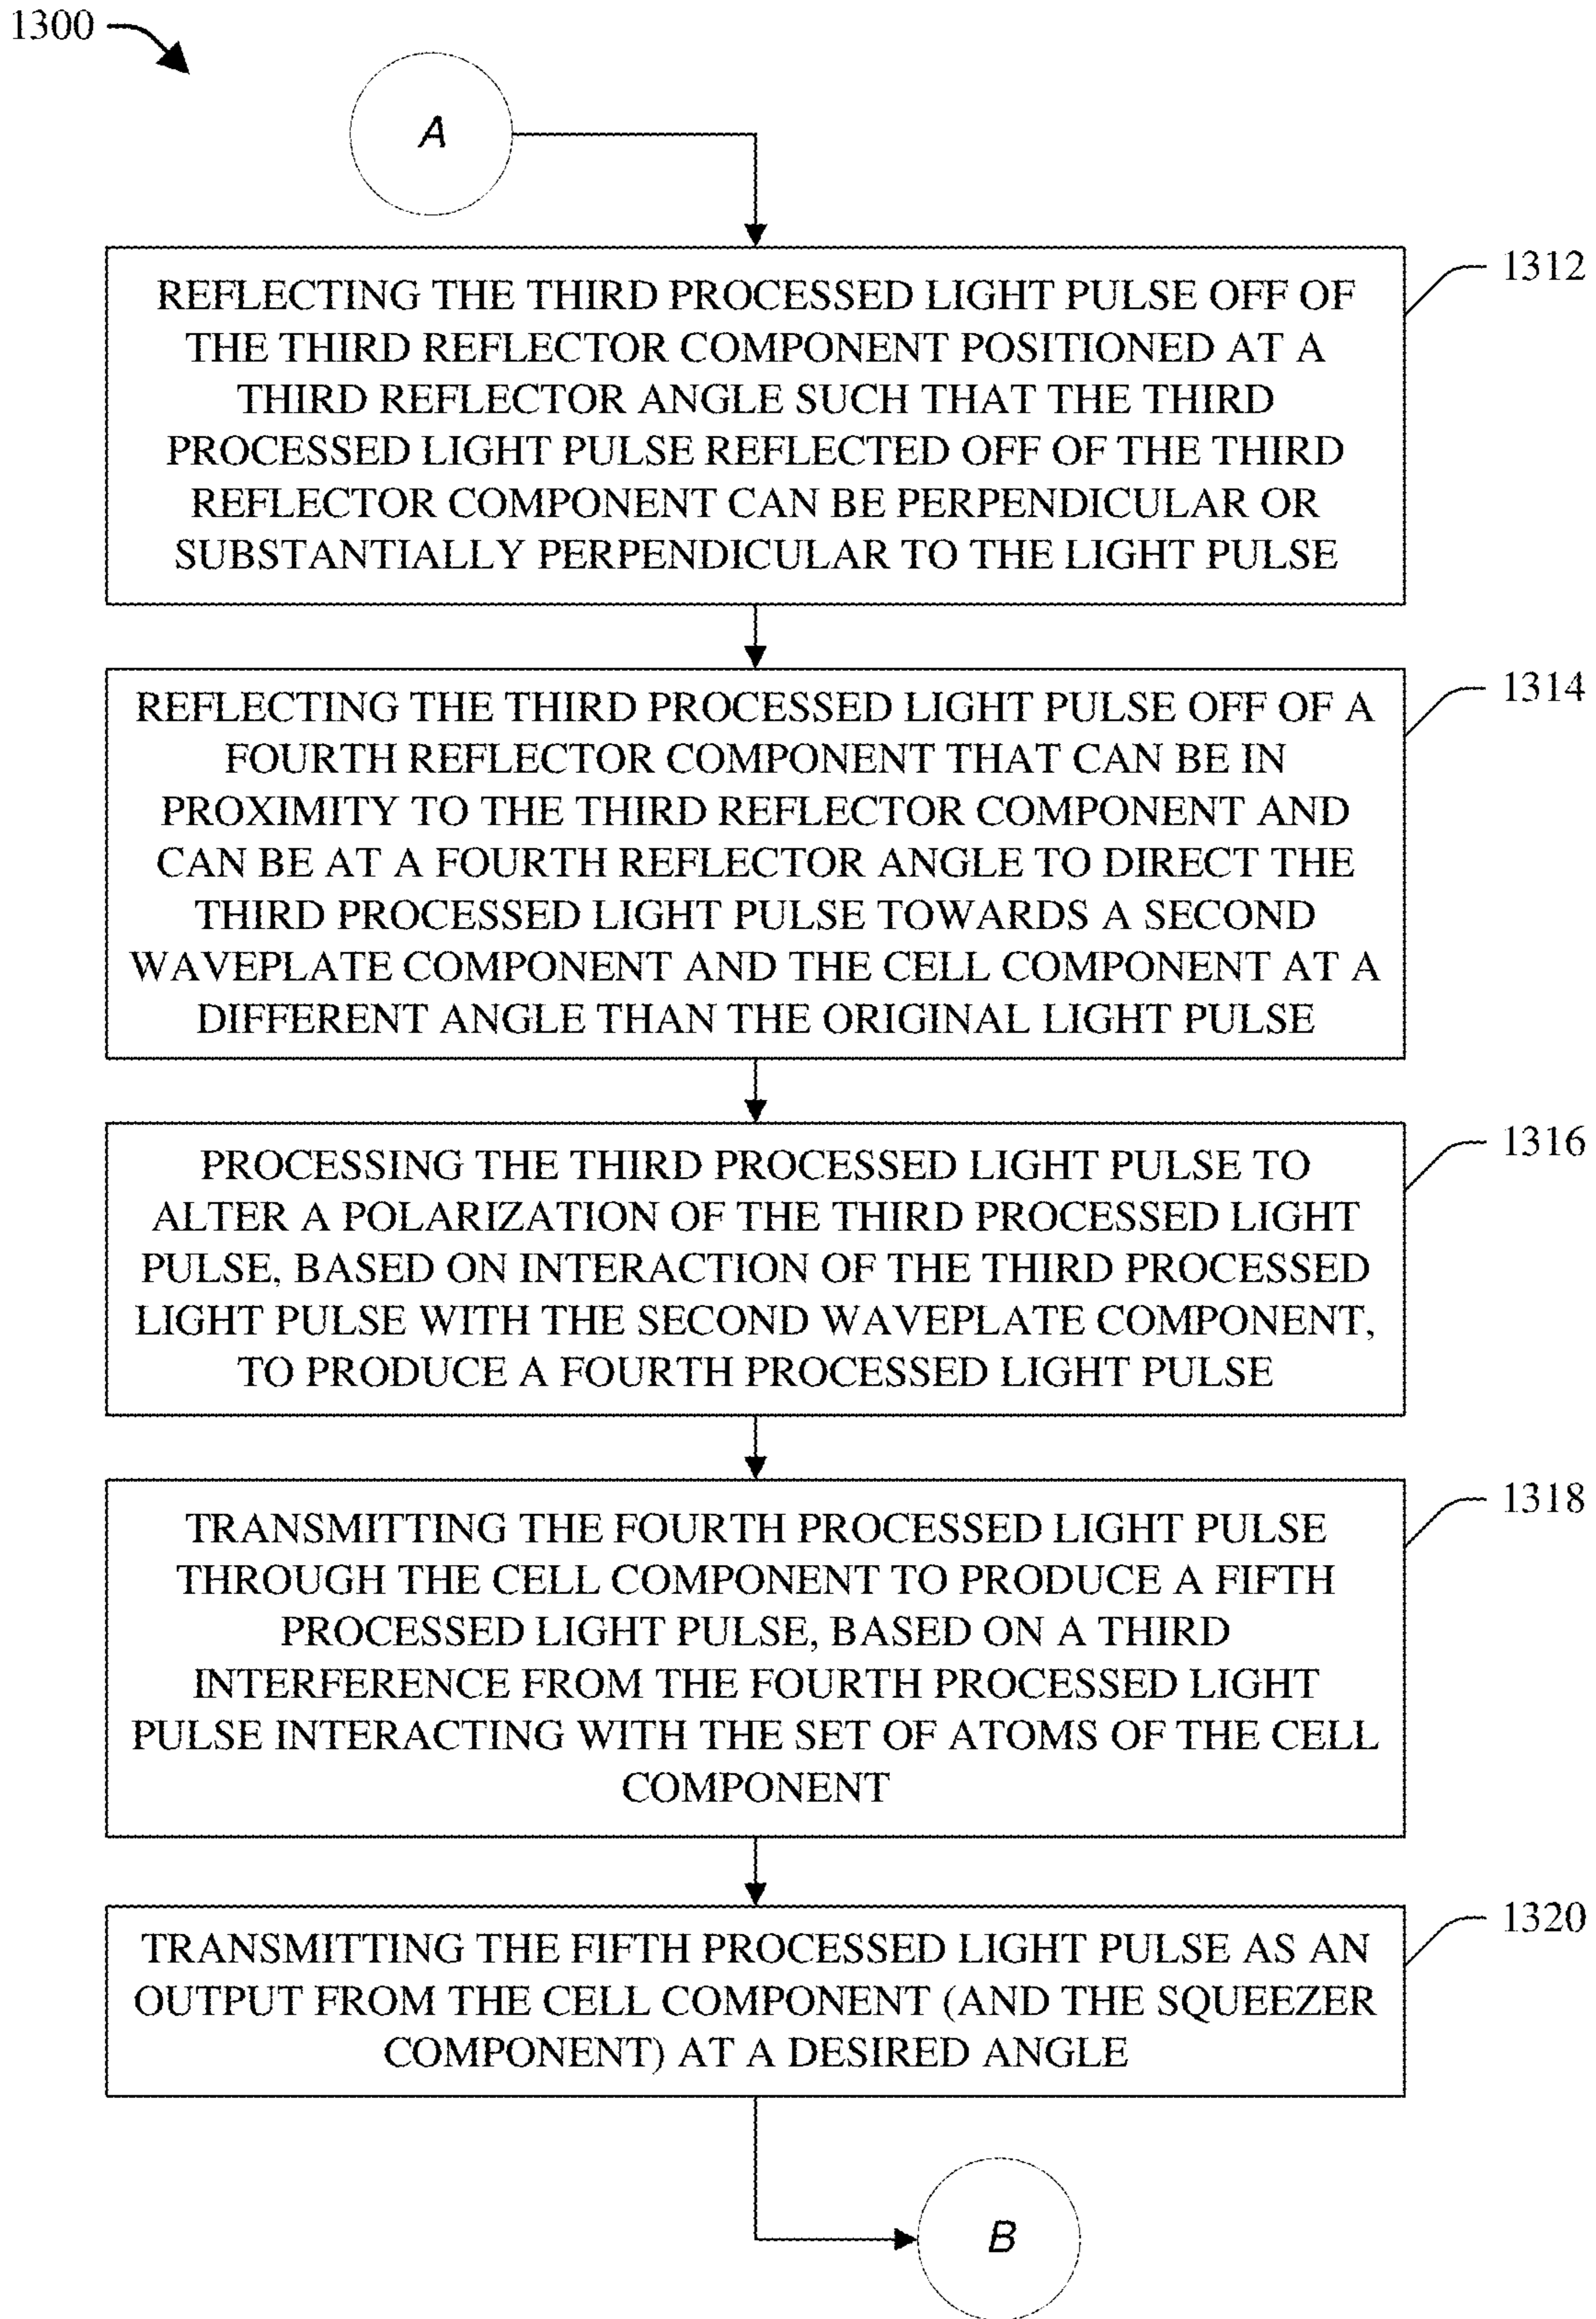 1300
A
1312
REFLECTING THE THIRD PROCESSED LIGHT PULSE OFF OF
THE THIRD REFLECTOR COMPONENT POSITIONED AT A
THIRD REFLECTOR ANGLE SUCH THAT THE THIRD
PROCESSED LIGHT PULSE REFLECTED OFF OF THE THIRD
REFLECTOR COMPONENT CAN BE PERPENDICULAR OR
SUBSTANTIALLY PERPENDICULAR TO THE LIGHT PULSE
1314
REFLECTING THE THIRD PROCESSED LIGHT PULSE OFF OF A
FOURTH REFLECTOR COMPONENT THAT CAN BE IN
PROXIMITY TO THE THIRD REFLECTOR COMPONENT AND
CAN BE AT A FOURTH REFLECTOR ANGLE TO DIRECT THE
THIRD PROCESSED LIGHT PULSE TOWARDS A SECOND
WAVEPLATE COMPONENT AND THE CELL COMPONENT AT A
DIFFERENT ANGLE THAN THE ORIGINAL LIGHT PULSE
1316
PROCESSING THE THIRD PROCESSED LIGHT PULSE TO
ALTER A POLARIZATION OF THE THIRD PROCESSED LIGHT
PULSE, BASED ON INTERACTION OF THE THIRD PROCESSED
LIGHT PULSE WITH THE SECOND WAVEPLATE COMPONENT,
TO PRODUCE A FOURTH PROCESSED LIGHT PULSE
1318
TRANSMITTING THE FOURTH PROCESSED LIGHT PULSE
THROUGH THE CELL COMPONENT TO PRODUCE A FIFTH
PROCESSED LIGHT PULSE, BASED ON A THIRD
INTERFERENCE FROM THE FOURTH PROCESSED LIGHT
PULSE INTERACTING WITH THE SET OF ATOMS OF THE CELL
COMPONENT
1320
TRANSMITTING THE FIFTH PROCESSED LIGHT PULSE AS AN
OUTPUT FROM THE CELL COMPONENT (AND THE SQUEEZER
COMPONENT) AT A DESIRED ANGLE
B